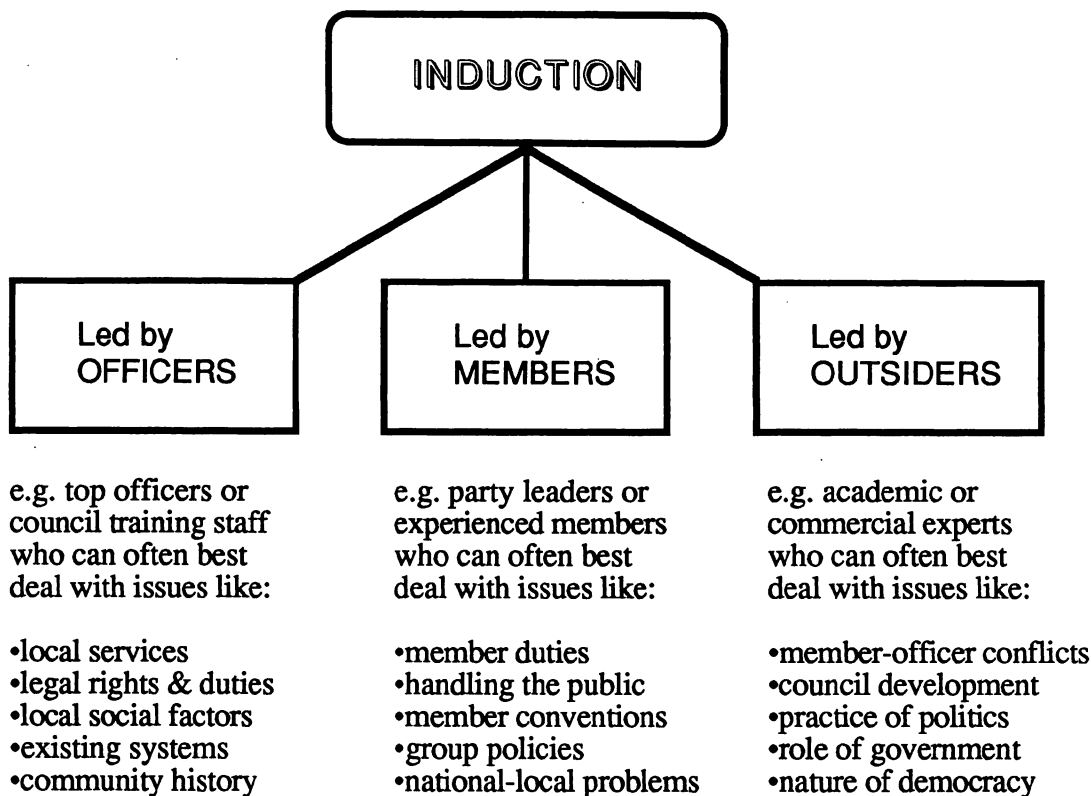 INDUCTION
Led by
OFFICERS
Led by
MEMBERS
Led by
OUTSIDERS
e.g. top officers or
council training staff
who can often best
deal with issues like:
•local services
•legal rights & duties
•local social factors
•existing systems
•community history
e.g. party leaders or
experienced members
who can often best
deal with issues like:
•member duties
•handling the public
•member conventions
•group policies
•national-local problems
e.g. academic or
commercial experts
who can often best
deal with issues like:
•member-officer conflicts
•council development
•practice of politics
•role of government
•nature of democracy